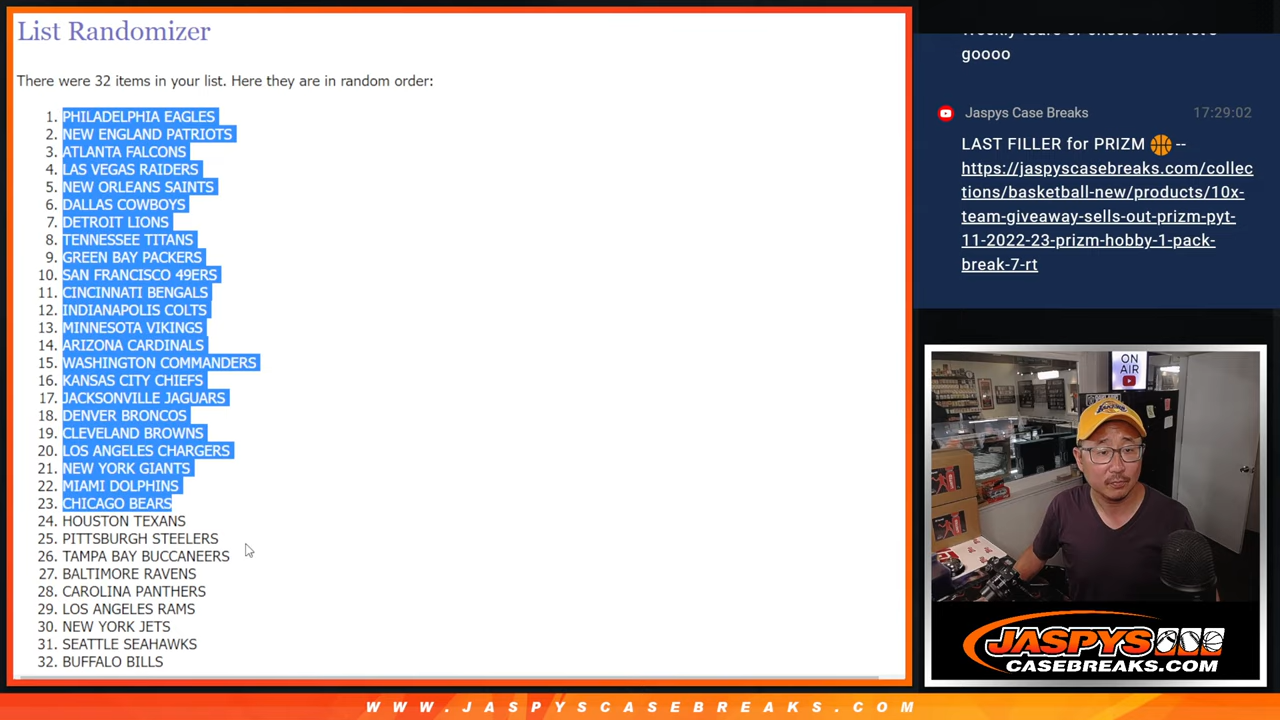 List Randomizer
There were 32 items in your list. Here they are in random order:
1. PHILADELPHIA EAGLES
2. NEW ENGLAND PATRIOTS
3. ATLANTA FALCONS
4. LAS VEGAS RAIDERS
5. NEW ORLEANS SAINTS
6. DALLAS COWBOYS
7. DETROIT LIONS
8. TENNESSEE TITANS
9. GREEN BAY PACKERS
10. SAN FRANCISCO 49ERS
11. CINCINNATI BENGALS
12. INDIANAPOLIS COLTS
13. MINNESOTA VIKINGS
14. ARIZONA CARDINALS
15. WASHINGTON COMMANDERS
16. KANSAS CITY CHIEFS
17. JACKSONVILLE JAGUARS
18. DENVER BRONCOS
19. CLEVELAND BROWNS
20. LOS ANGELES CHARGERS
21. NEW YORK GIANTS
22. MIAMI DOLPHINS
23. CHICAGO BEARS
24. HOUSTON TEXANS
25. PITTSBURGH STEELERS
26. TAMPA BAY BUCCANEERS
27. BALTIMORE RAVENS
28. CAROLINA PANTHERS
29. LOS ANGELES RAMS
30. NEW YORK JETS
31. SEATTLE SEAHAWKS
32. BUFFALO BILLS
goooo
Jaspys Case Breaks 17:29:02
LAST FILLER for PRIZM 🏀 --
https://jaspyscasebreaks.com/collec
tions/basketball-new/products/10x-
team-giveaway-sells-out-prizm-pyt-
11-2022-23-prizm-hobby-1-pack-
break-7-rt
ON
AIR
JASPYS
CASEBREAKS.COM
WWW.JASPYSCASEBREAKS.COM